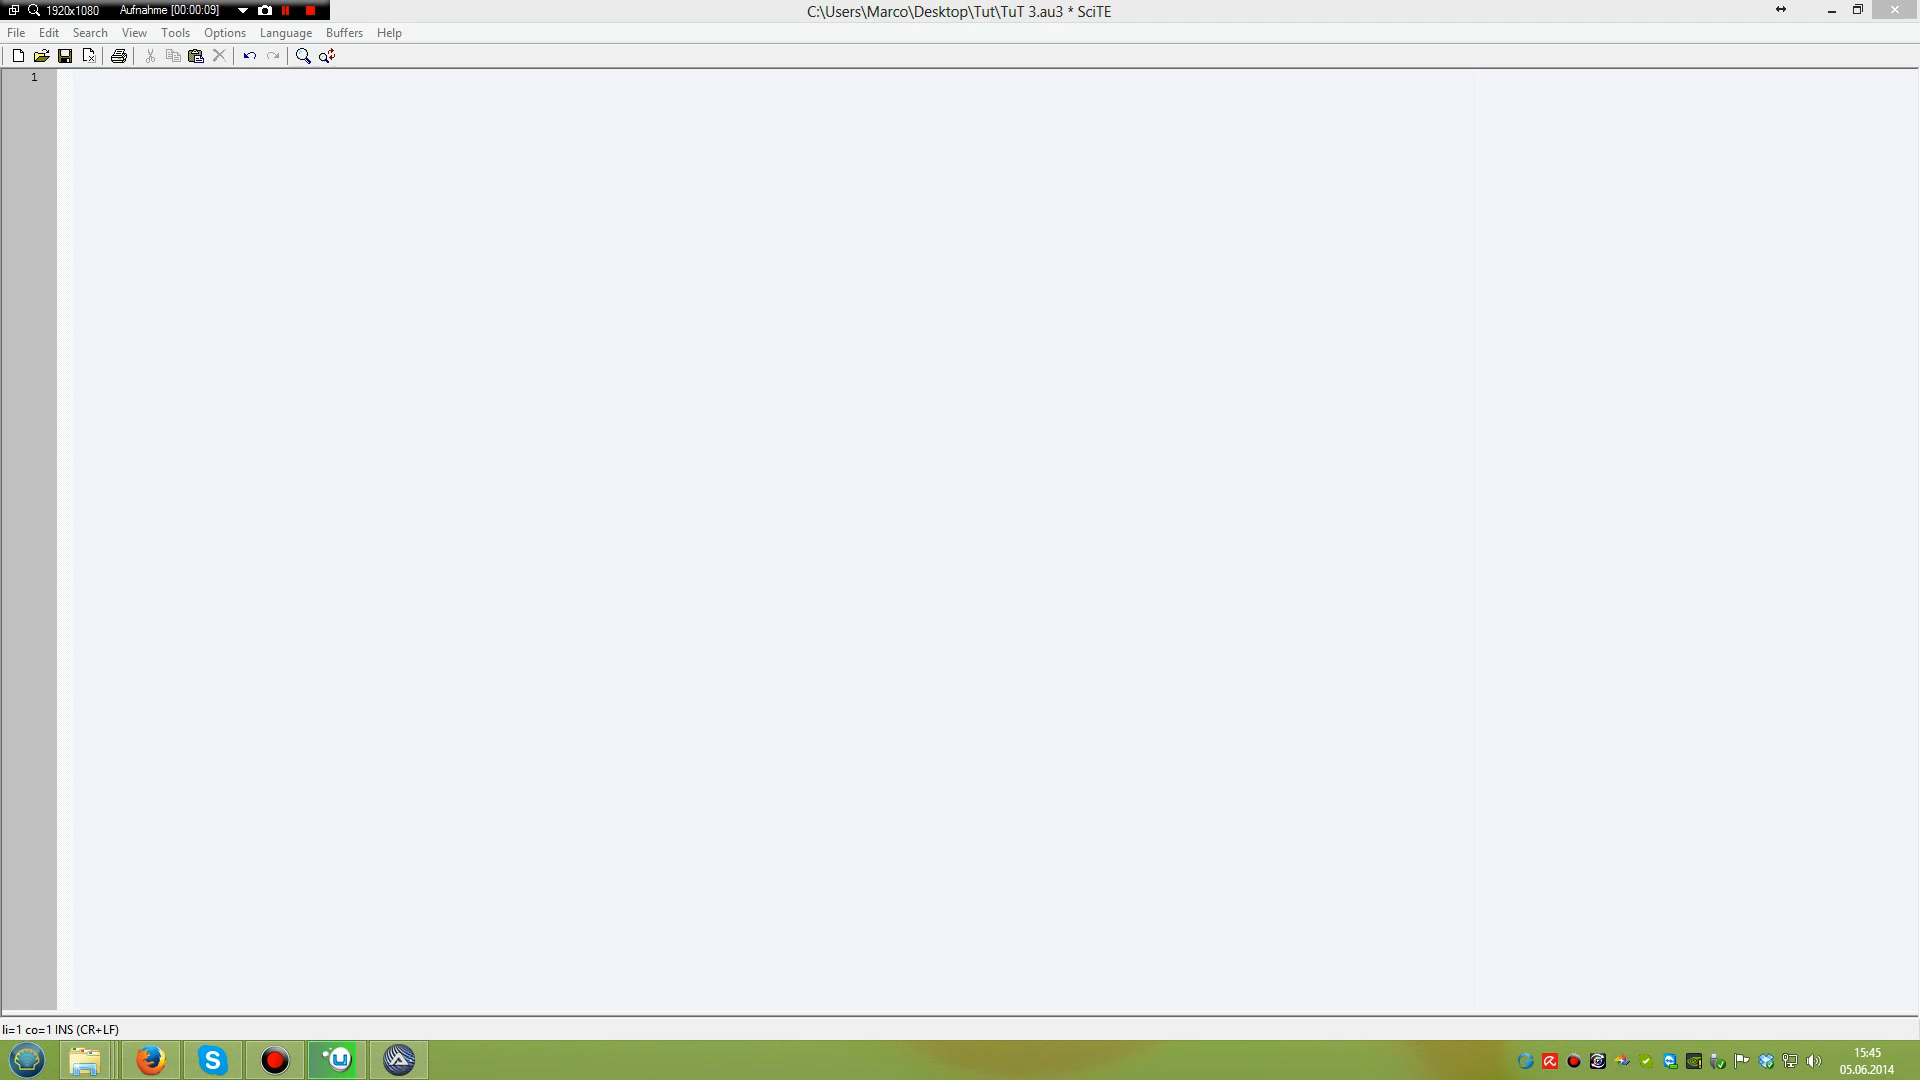 1920x1080 Aufnahme [00:00:09] C:\Users\Marco\Desktop\Tut\TuT 3.au3 * SciTE
File Edit Search View Tools Options Language Buffers Help
1
li=1 co=1 INS (CR+LF)
15:45
05.06.2014